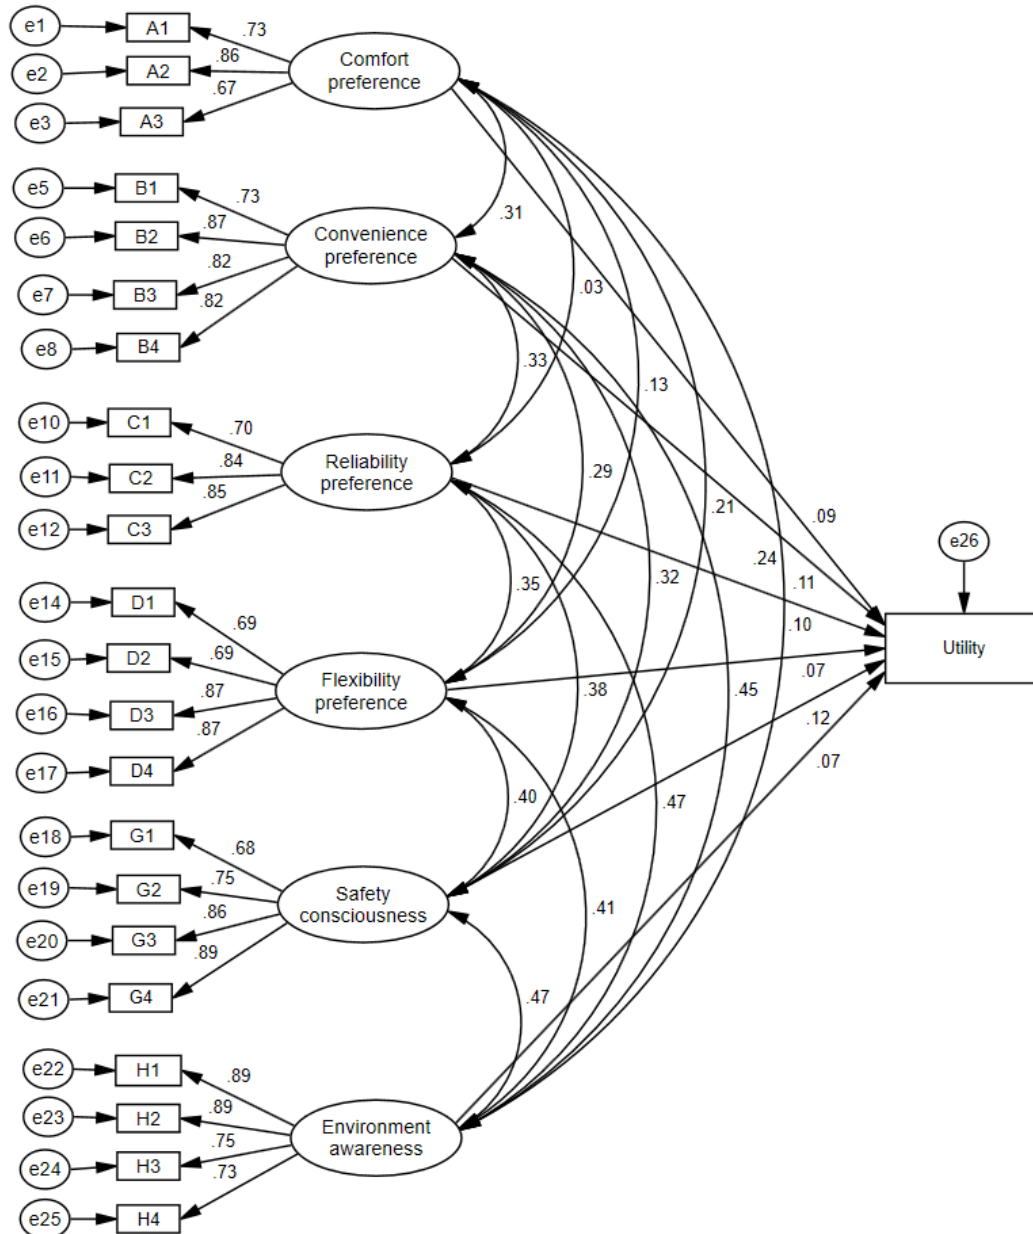 e1
A1
.73
e2
A2
.86
e3
A3
.67
Comfort
preference
e5
B1
.73
e6
B2
.87
e7
B3
.82
e8
B4
.82
Convenience
preference
.31
.03
e10
C1
.70
e11
C2
.84
e12
C3
.85
Reliability
preference
.33
.13
.29
.21
.09
.24
.11
.10
.32
.35
e14
D1
.69
e15
D2
.69
e16
D3
.87
e17
D4
.87
Flexibility
preference
.38
.45
.07
.12
.07
e26
Utility
e18
G1
.68
e19
G2
.75
e20
G3
.86
e21
G4
.89
Safety
consciousness
.40
.47
.41
.47
e22
H1
.89
e23
H2
.89
e24
H3
.75
e25
H4
.73
Environment
awareness